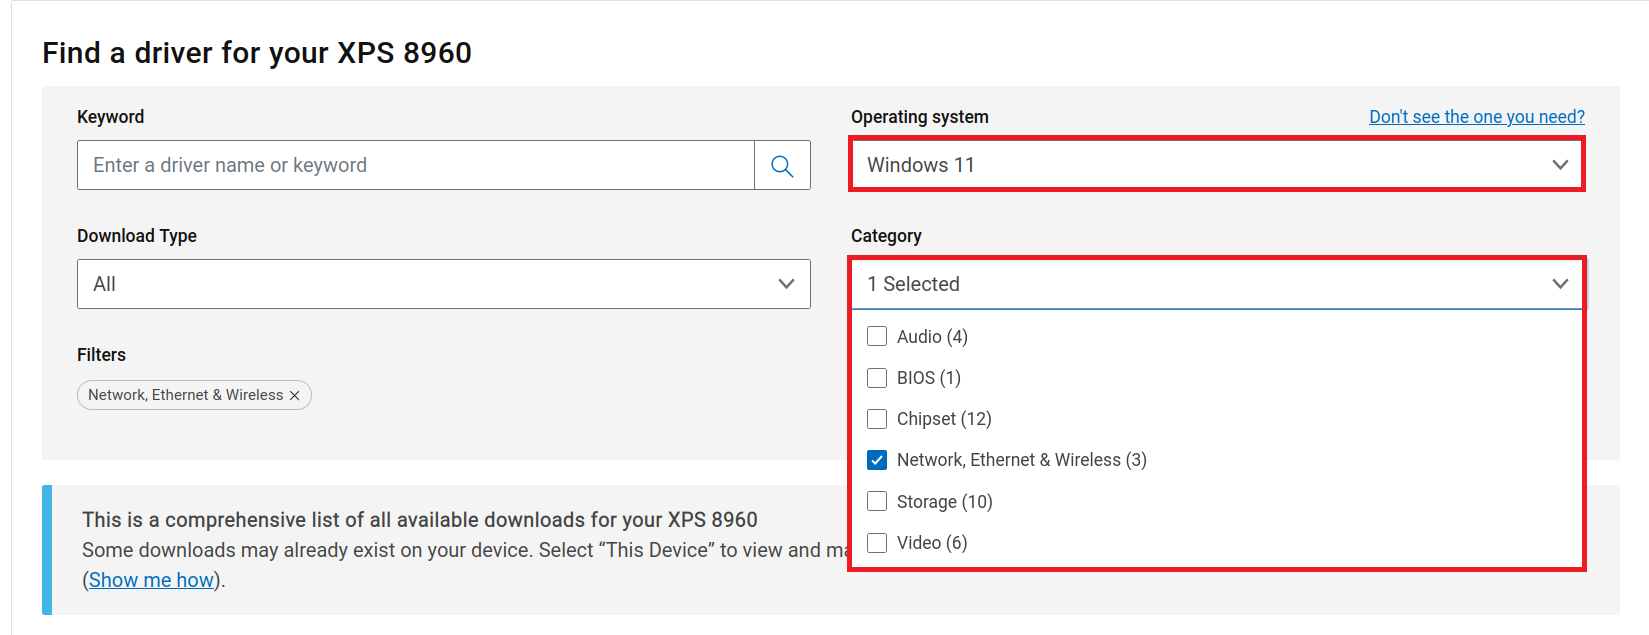 Find a driver for your XPS 8960
Keyword
Enter a driver name or keyword
Operating system
Don't see the one you need?
Windows 11
Download Type
All
Category
1 Selected
Audio (4)
BIOS (1)
Chipset (12)
Network, Ethernet & Wireless (3)
Storage (10)
Video (6)
Filters
Network, Ethernet & Wireless
This is a comprehensive list of all available downloads for your XPS 8960
Some downloads may already exist on your device. Select “This Device” to view and
(Show me how).